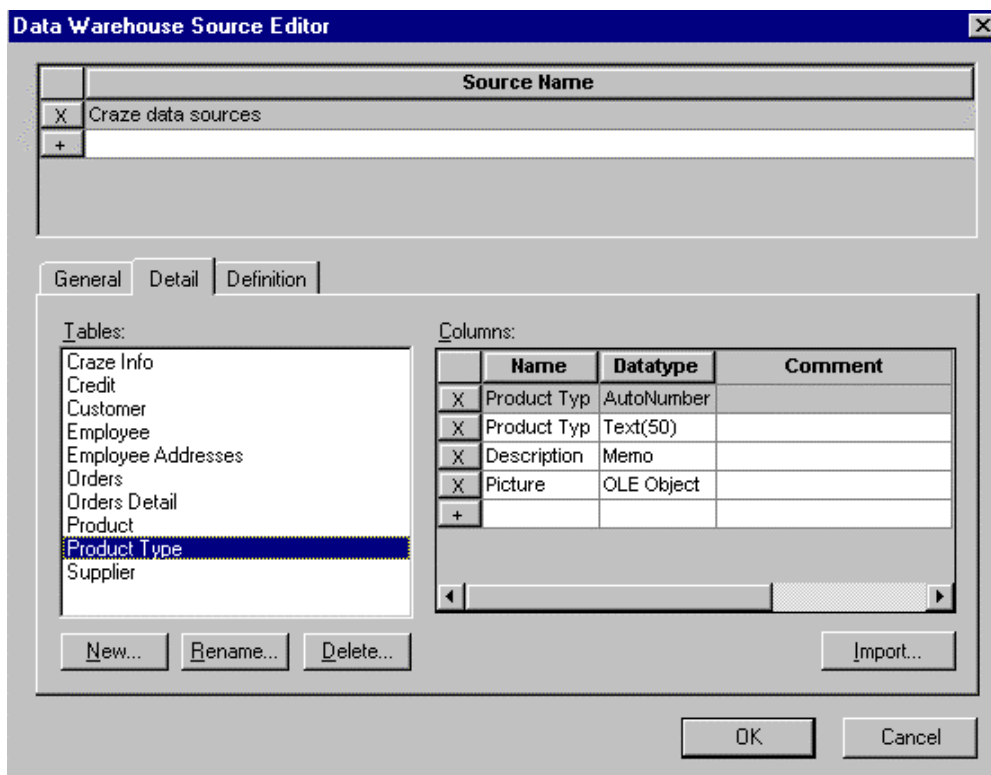 Data Warehouse Source Editor
Source Name
X Craze data sources
+
General Detail Definition
Tables:
Craze Info
Credit
Customer
Employee
Employee Addresses
Orders
Orders Detail
Product
Product Type
Supplier
Columns:
Name Datatype Comment
X Product Typ AutoNumber
X Product Typ Text(50)
X Description Memo
X Picture OLE Object
+
New... Rename... Delete... Import...
OK Cancel